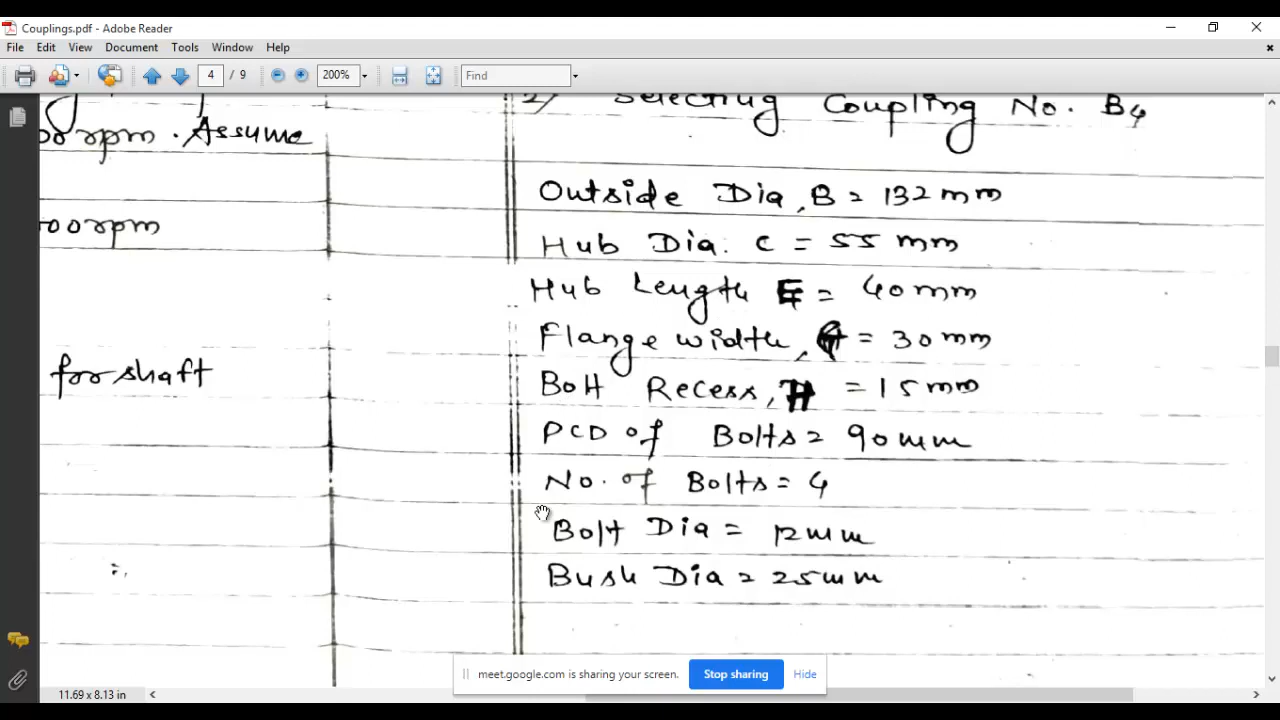 Couplings.pdf - Adobe Reader
File Edit View Document Tools Window Help
4 / 9 200% Find
2) Selecting Coupling No. B4
00 rpm. Assume
Outside Dia, B = 132 mm
00 rpm
Hub Dia. C = 55 mm
Hub Length E = 40 mm
Flange width, G = 30 mm
for shaft
Bolt Recess, H = 15 mm
PCD of Bolts = 90 mm
No. of Bolts = 4
Bolt Dia = 12 mm
Bush Dia = 25 mm
meet.google.com is sharing your screen. Stop sharing Hide
11.69 x 8.13 in